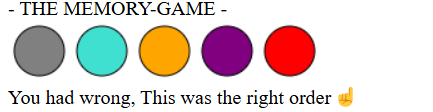 - THE MEMORY-GAME -
You had wrong, This was the right order ☝